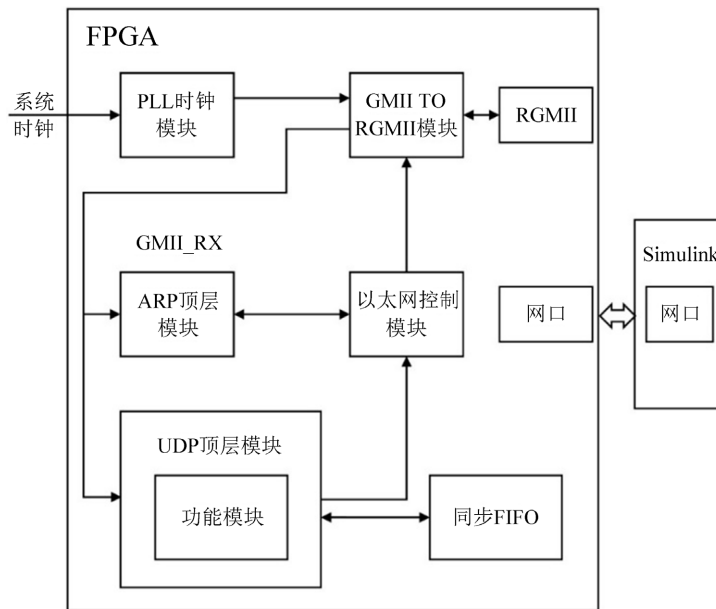 FPGA
系统
时钟
PLL时钟
模块
GMII TO
RGMII模块
RGMII
GMII_RX
ARP顶层
模块
以太网控制
模块
网口
Simulink
网口
UDP顶层模块
功能模块
同步FIFO